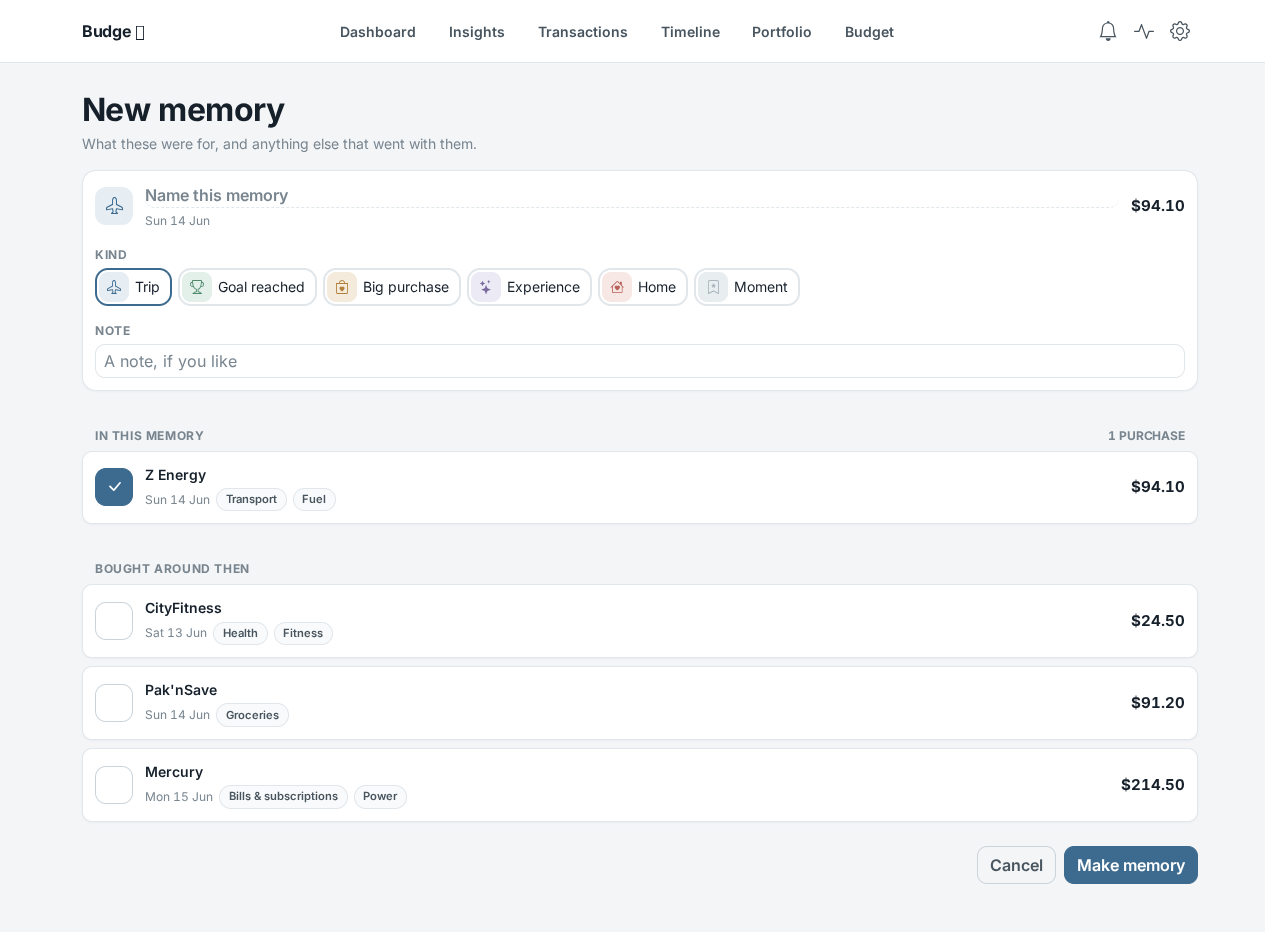 Budge
Dashboard Insights Transactions Timeline Portfolio Budget
New memory
What these were for, and anything else that went with them.
Name this memory
Sun 14 Jun
$94.10
KIND
Trip Goal reached Big purchase Experience Home Moment
NOTE
A note, if you like
IN THIS MEMORY 1 PURCHASE
Z Energy
Sun 14 Jun Transport Fuel
$94.10
BOUGHT AROUND THEN
CityFitness
Sat 13 Jun Health Fitness
$24.50
Pak'nSave
Sun 14 Jun Groceries
$91.20
Mercury
Mon 15 Jun Bills & subscriptions Power
$214.50
Cancel Make memory